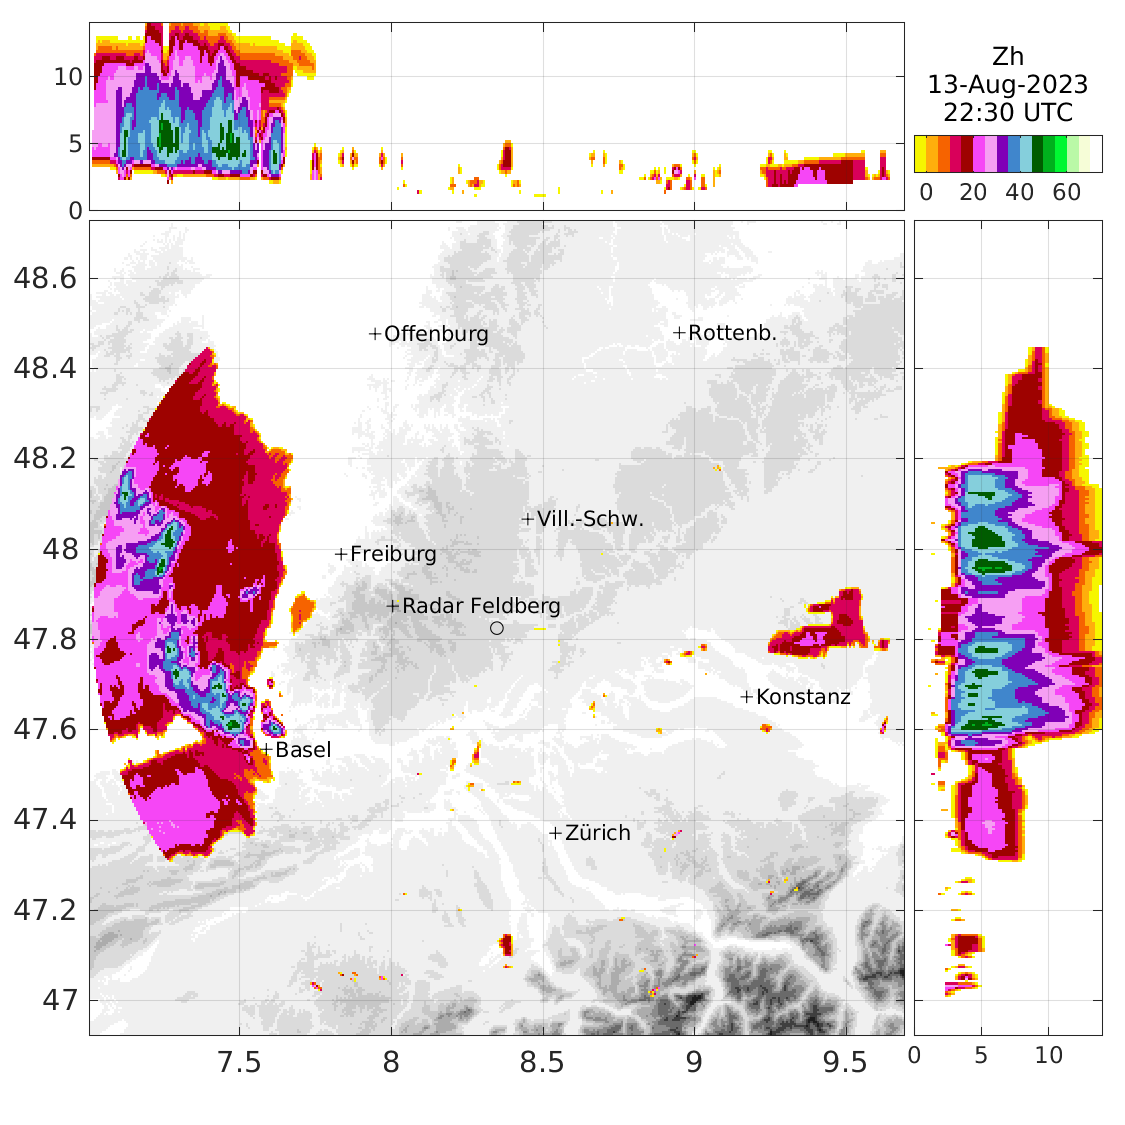 10
5
0
Zh
13-Aug-2023
22:30 UTC
0 20 40 60
48.6
48.4
48.2
48
47.8
47.6
47.4
47.2
47
+Offenburg
+Rottenb.
+Vill.-Schw.
+Freiburg
+Radar Feldberg
+Konstanz
+Basel
+Zürich
7.5 8 8.5 9 9.5
0 5 10